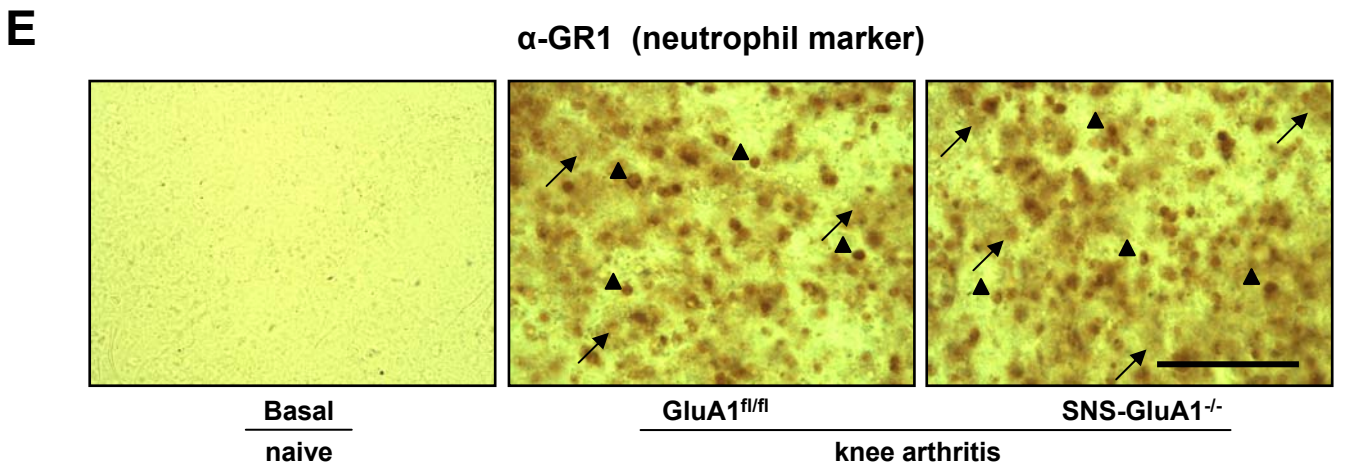 E
α-GR1 (neutrophil marker)
Basal
GluA1fl/fl
SNS-GluA1-/-
naive
knee arthritis